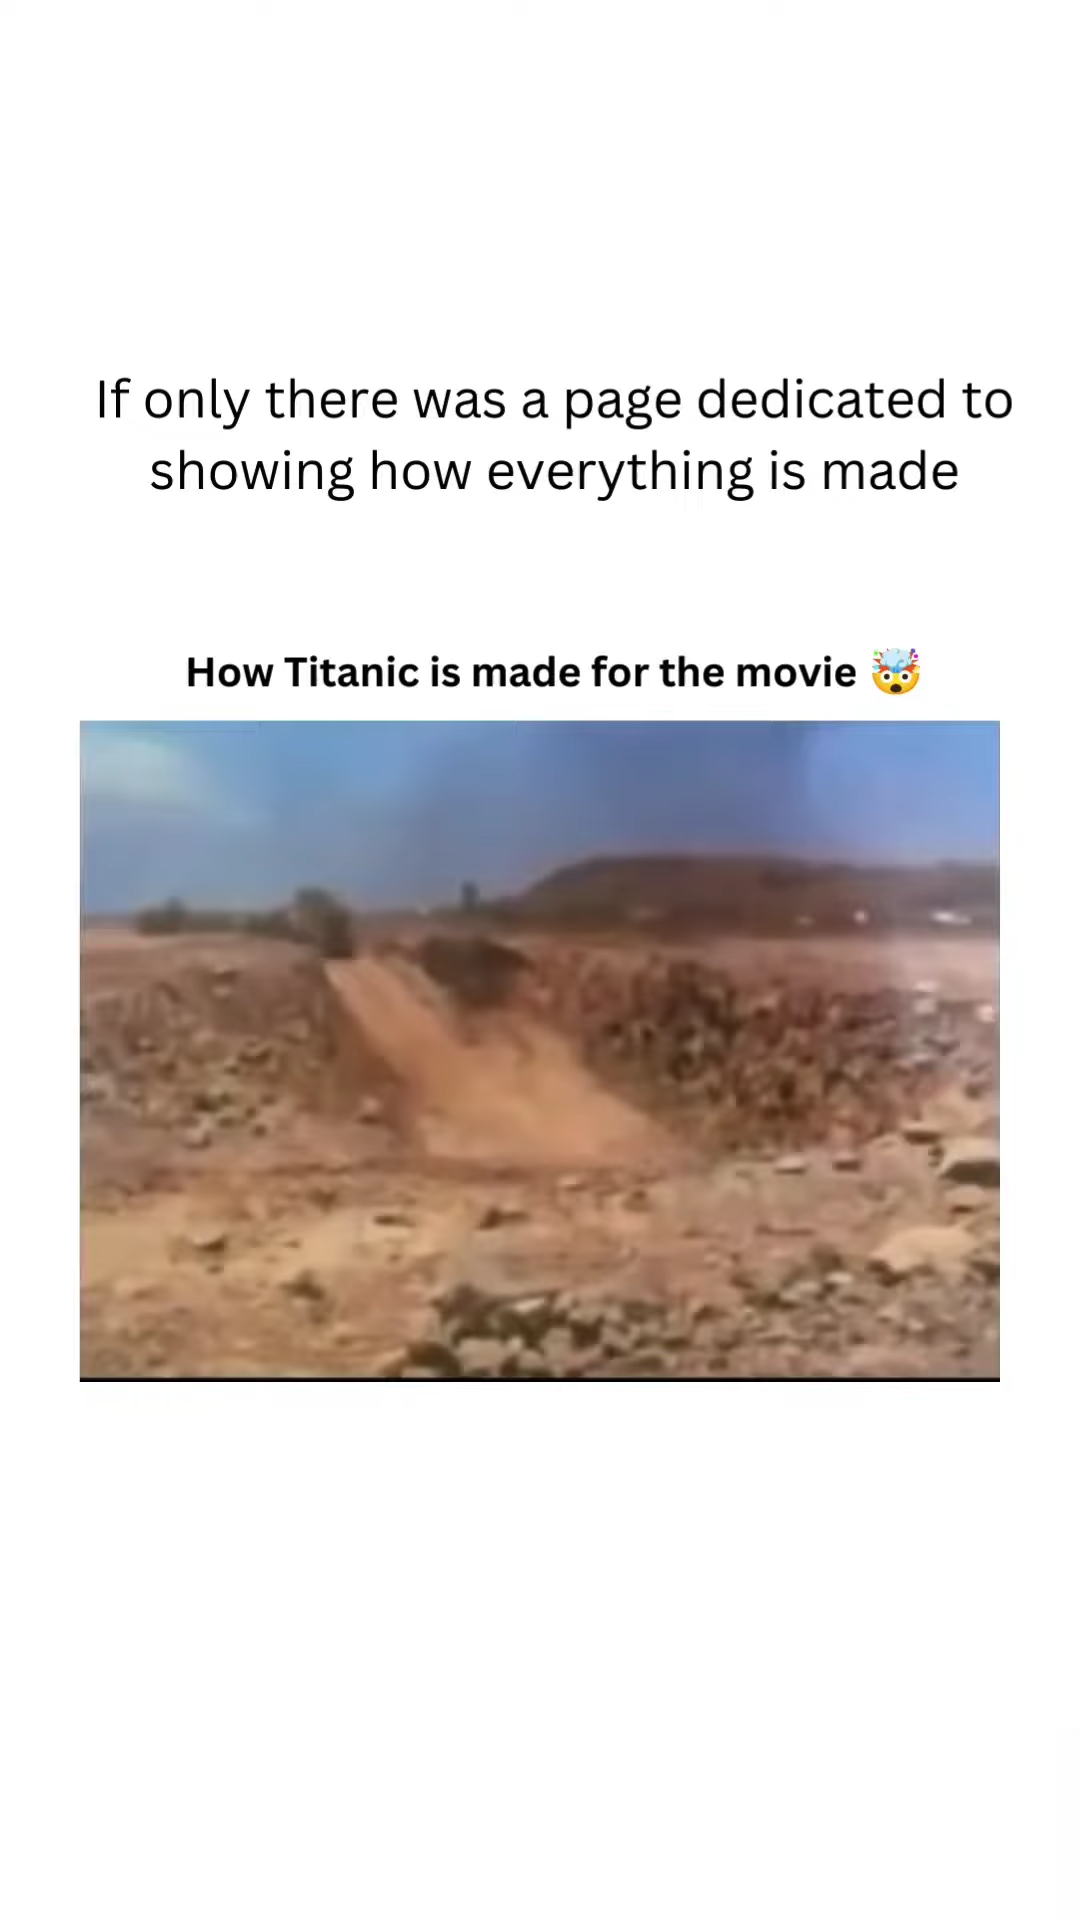 If only there was a page dedicated to
showing how everything is made
How Titanic is made for the movie 🤯